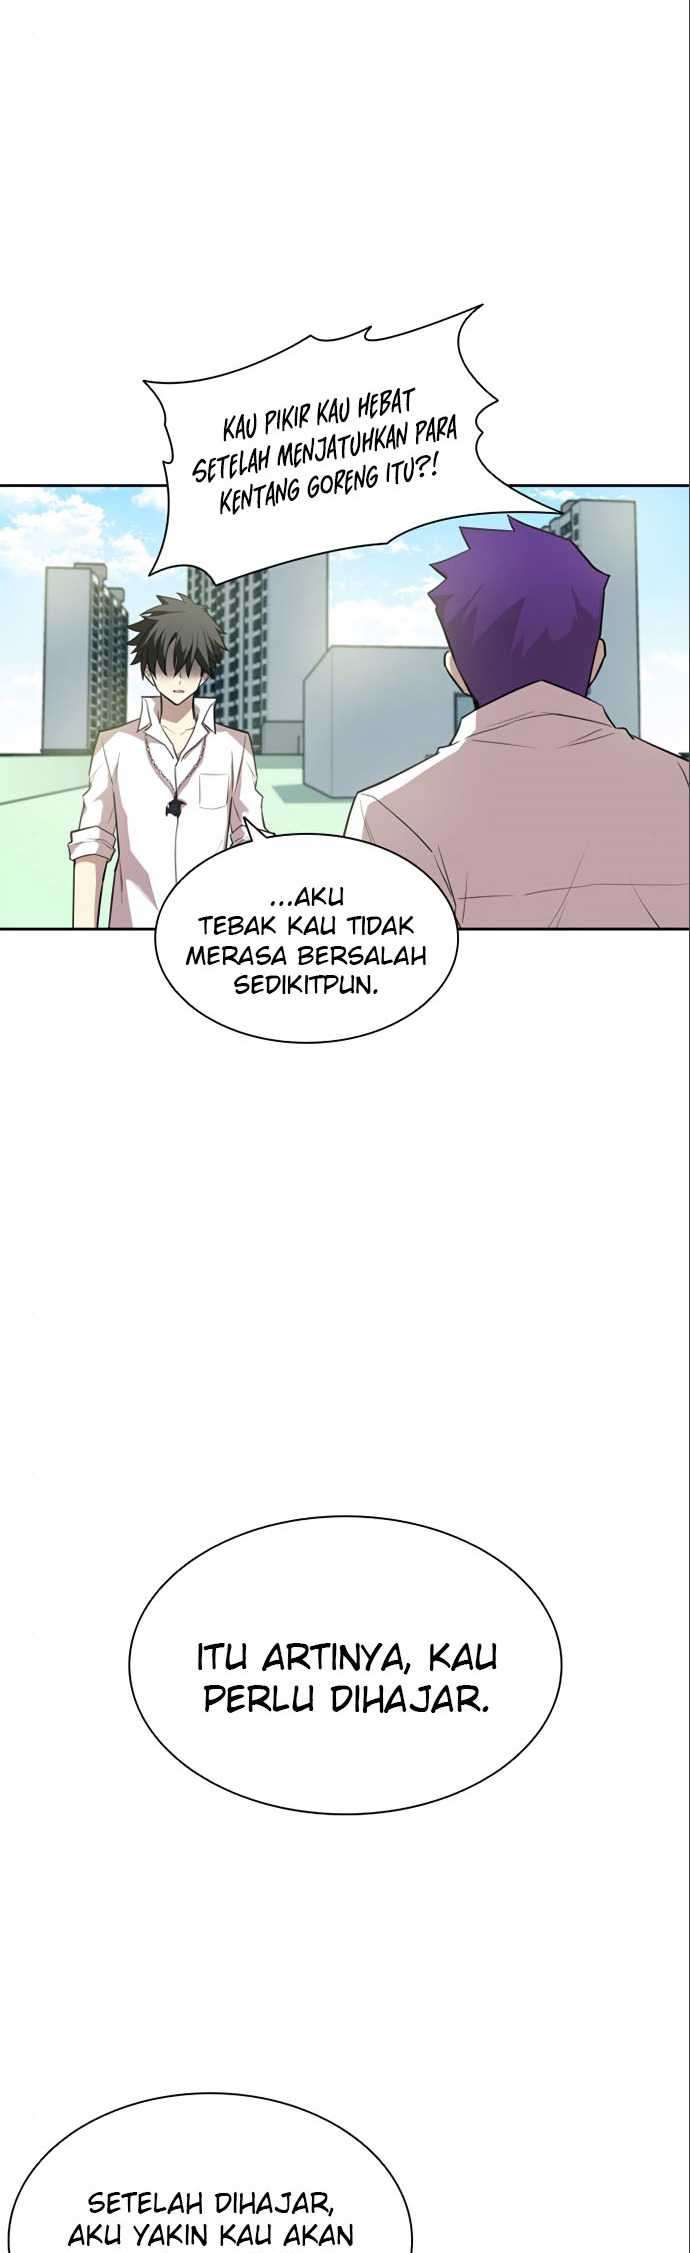 KAU PIKIR KAU HEBAT
SETELAH MENJATUHKAN PARA
KENTANG GORENG ITU?!
...AKU
TEBAK KAU TIDAK
MERASA BERSALAH
SEDIKITPUN.
ITU ARTINYA, KAU
PERLU DIHAJAR.
SETELAH DIHAJAR,
AKU YAKIN KAU AKAN